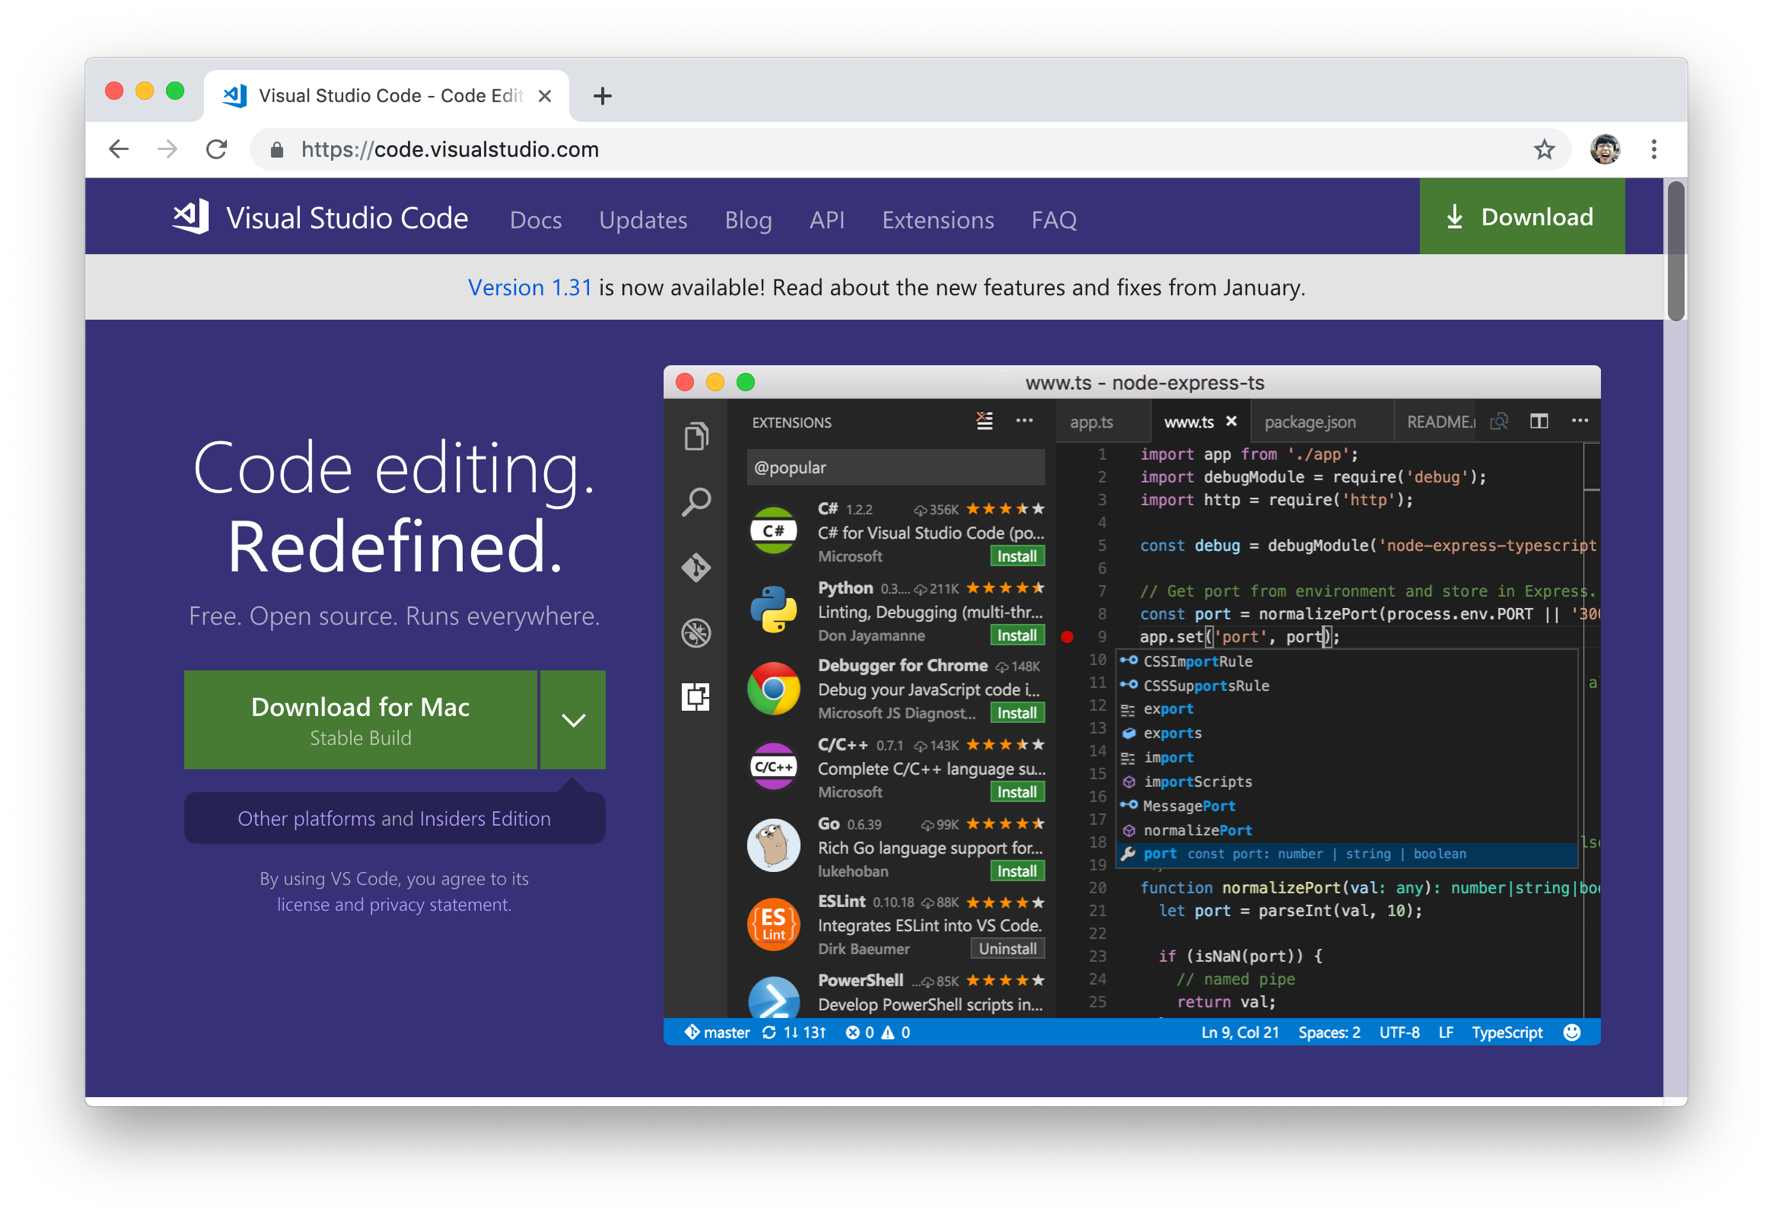 Visual Studio Code - Code Edit
https://code.visualstudio.com
Visual Studio Code Docs Updates Blog API Extensions FAQ Download
Version 1.31 is now available! Read about the new features and fixes from January.
Code editing.
Redefined.
Free. Open source. Runs everywhere.
Download for Mac
Stable Build
Other platforms and Insiders Edition
By using VS Code, you agree to its
license and privacy statement.
www.ts - node-express-ts
EXTENSIONS
@popular
C# 1.2.2 356K
C#
C# for Visual Studio Code (po...
Microsoft Install
Python 0.3.... 211K
Linting, Debugging (multi-thr...
Don Jayamanne Install
Debugger for Chrome 148K
Debug your JavaScript code i...
Microsoft JS Diagnost... Install
C/C++ 0.7.1 143K
C/C++
Complete C/C++ language su...
Microsoft Install
Go 0.6.39 99K
Rich Go language support for...
lukehoban Install
ESLint 0.10.18 88K
{ES
Lint}
Integrates ESLint into VS Code.
Dirk Baeumer Uninstall
PowerShell ... 85K
Develop PowerShell scripts in...
app.ts www.ts package.json README.
1 import app from './app';
2 import debugModule = require('debug');
3 import http = require('http');
4
5 const debug = debugModule('node-express-typescript
6
7 // Get port from environment and store in Express.
8 const port = normalizePort(process.env.PORT || '300
9 app.set('port', port);
10 CSSImportRule
11 CSSSupportsRule a
12 export
13 exports
14 import
15 importScripts
16 MessagePort
17 normalizePort
18 port const port: number | string | boolean lso
19
20 function normalizePort(val: any): number|string|boo
21 let port = parseInt(val, 10);
22
23 if (isNaN(port)) {
24 // named pipe
25 return val;
master 1↓ 13↑ 0 0 Ln 9, Col 21 Spaces: 2 UTF-8 LF TypeScript